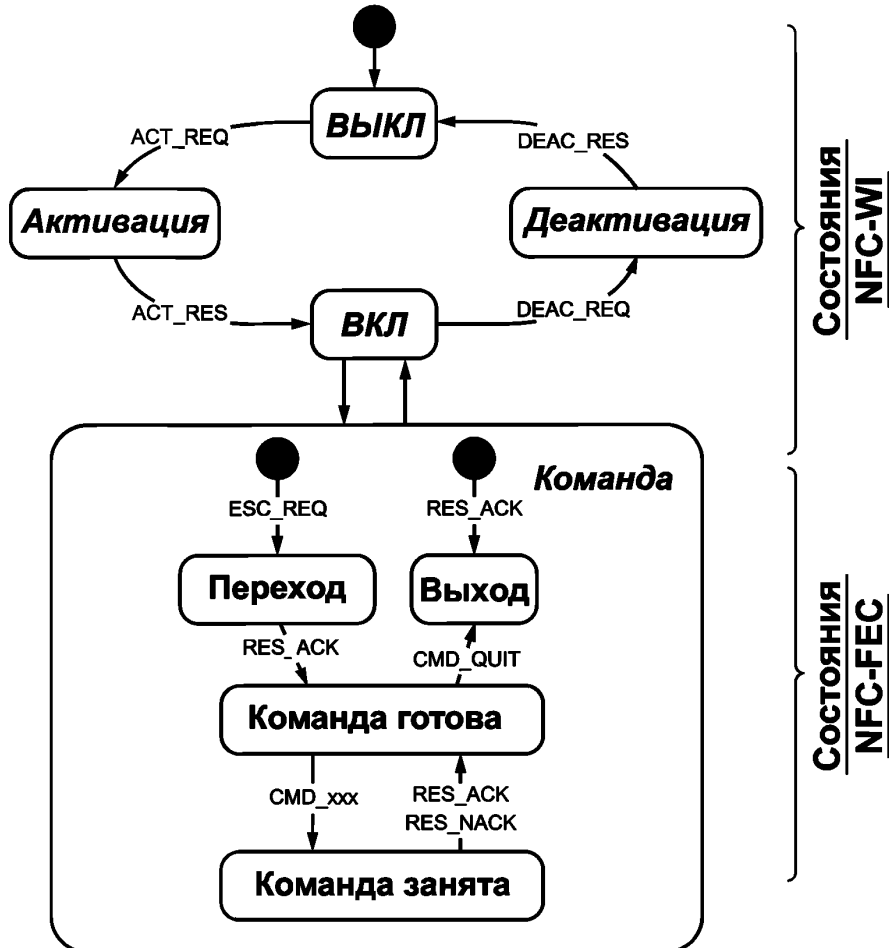 ВЫКЛ
ACT_REQ
DEAC_RES
Активация
Деактивация
ACT_RES
ВКЛ
DEAC_REQ
Состояния
NFC-WI
Команда
ESC_REQ
RES_ACK
Переход
Выход
RES_ACK
CMD_QUIT
Команда готова
CMD_xxx
RES_ACK
RES_NACK
Команда занята
Состояния
NFC-FEC